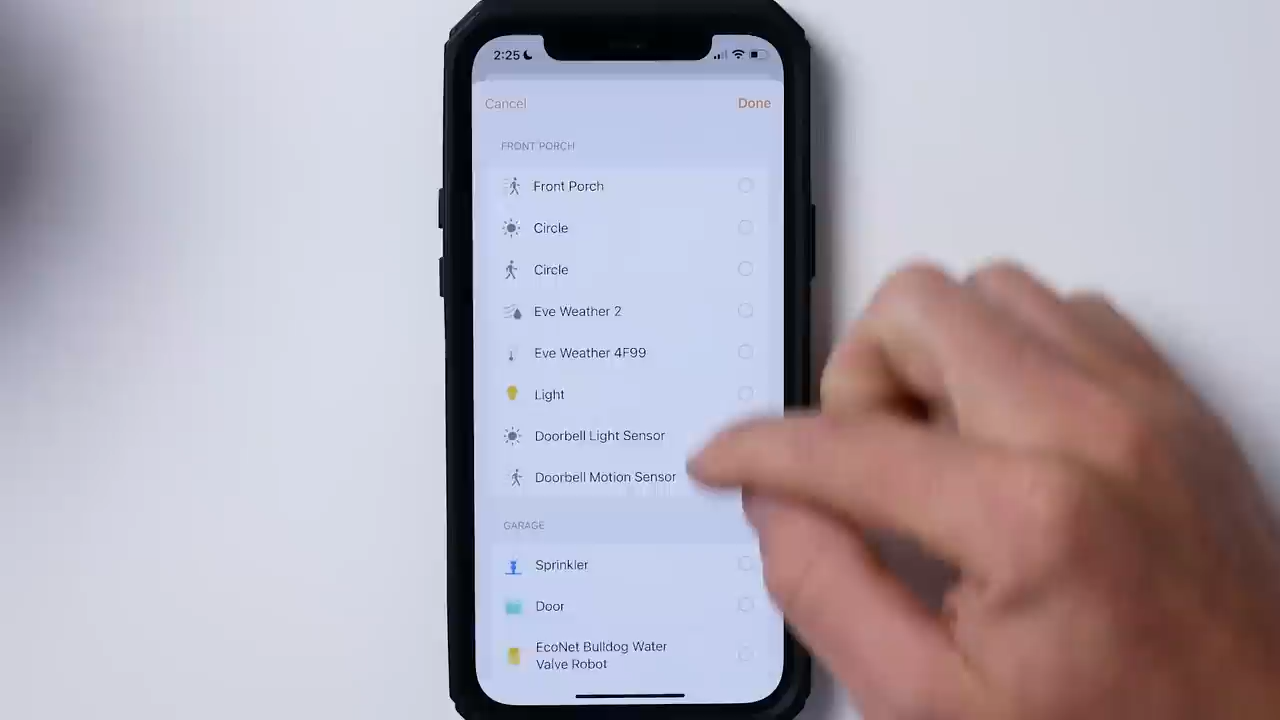 2:25
Cancel
Done
FRONT PORCH
Front Porch
Circle
Circle
Eve Weather 2
Eve Weather 4F99
Light
Doorbell Light Sensor
Doorbell Motion Sensor
GARAGE
Sprinkler
Door
EcoNet Bulldog Water
Valve Robot